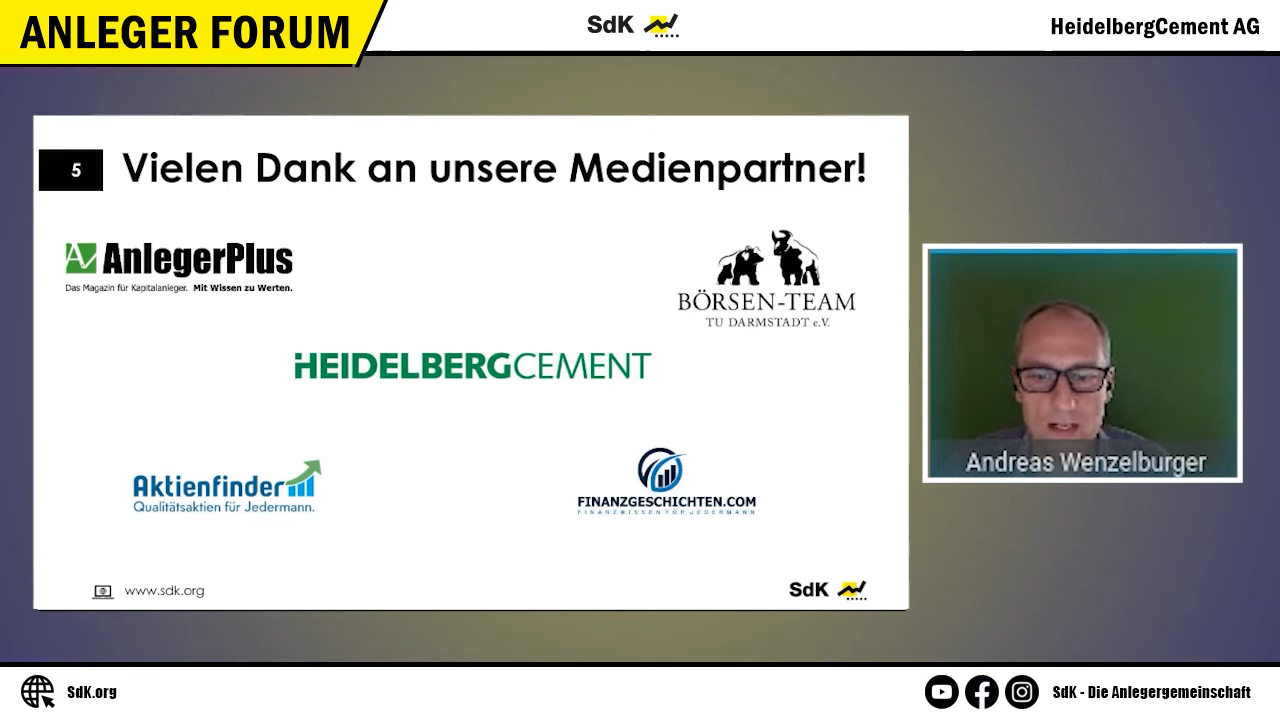 ANLEGER FORUM
SdK
HeidelbergCement AG
5
Vielen Dank an unsere Medienpartner!
AnlegerPlus
Das Magazin für Kapitalanleger. Mit Wissen zu Werten.
BÖRSEN-TEAM
TU DARMSTADT e.V.
HEIDELBERGCEMENT
Aktienfinder
Qualitätsaktien für Jedermann.
FINANZGESCHICHTEN.COM
FINANZWISSEN FÜR JEDERMANN
Andreas Wenzelburger
www.sdk.org
SdK
SdK.org
SdK - Die Anlegergemeinschaft